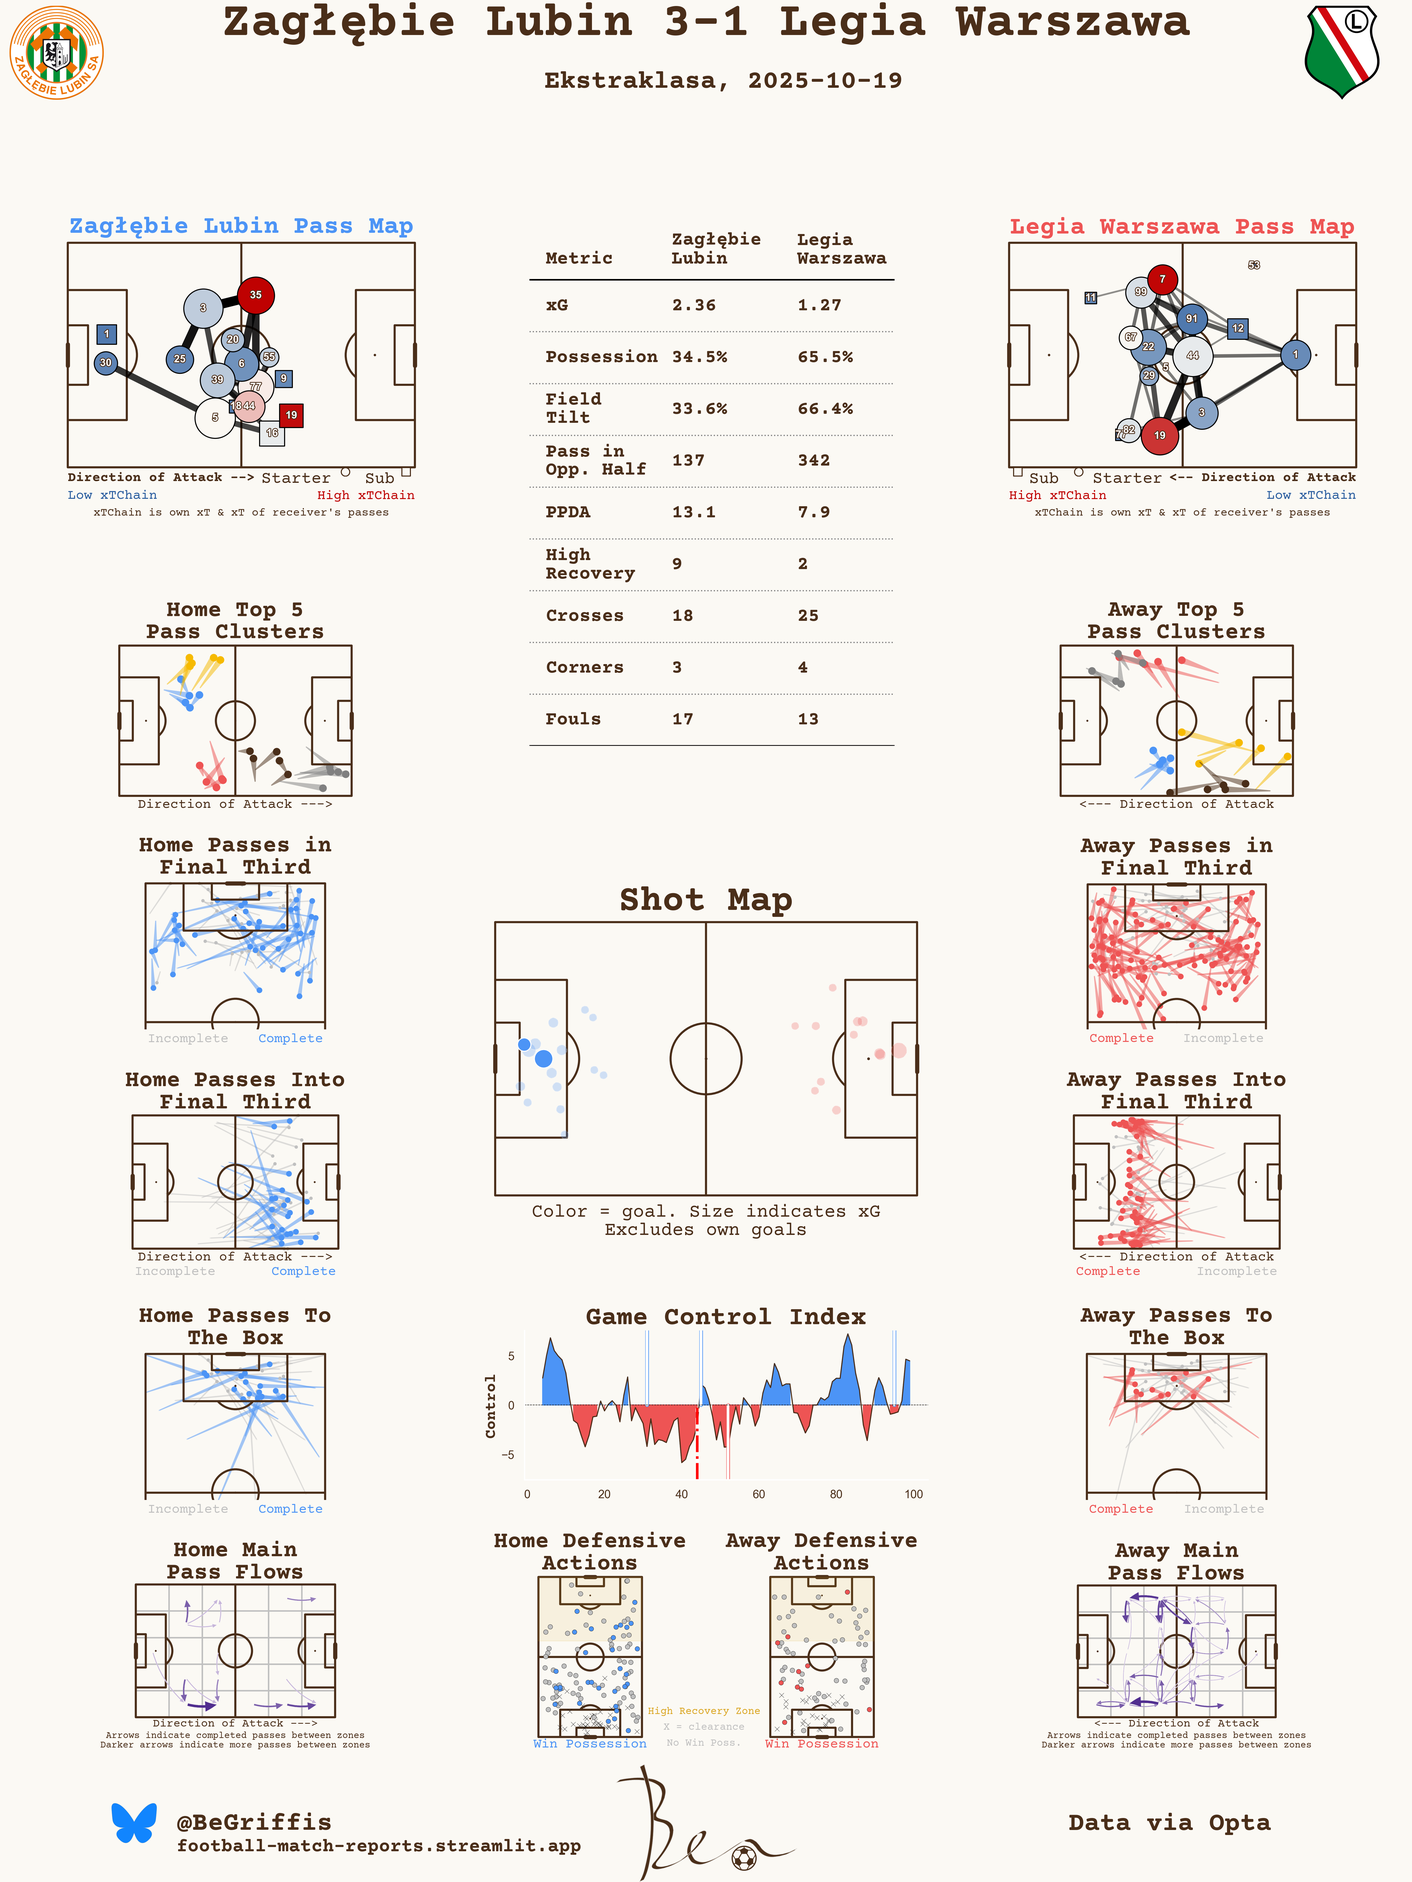 Zagłębie Lubin 3-1 Legia Warszawa
Ekstraklasa, 2025-10-19
ZAGŁĘBIE LUBIN SA
L
Zagłębie Lubin Pass Map
1
30
25
3
35
20
6
55
39
77
9
18
44
5
19
16
Direction of Attack --> Starter Sub
Low xTChain High xTChain
xTChain is own xT & xT of receiver's passes
Metric Zagłębie Lubin Legia Warszawa
xG 2.36 1.27
Possession 34.5% 65.5%
Field Tilt 33.6% 66.4%
Pass in Opp. Half 137 342
PPDA 13.1 7.9
High Recovery 9 2
Crosses 18 25
Corners 3 4
Fouls 17 13
Legia Warszawa Pass Map
53
7
99
11
91
12
67
22
44
1
5
29
3
82
77
19
Sub Starter <-- Direction of Attack
High xTChain Low xTChain
xTChain is own xT & xT of receiver's passes
Home Top 5
Pass Clusters
Direction of Attack --->
Away Top 5
Pass Clusters
<--- Direction of Attack
Home Passes in
Final Third
Incomplete Complete
Away Passes in
Final Third
Complete Incomplete
Shot Map
Color = goal. Size indicates xG
Excludes own goals
Home Passes Into
Final Third
Direction of Attack --->
Incomplete Complete
Away Passes Into
Final Third
<--- Direction of Attack
Complete Incomplete
Home Passes To
The Box
Incomplete Complete
Game Control Index
Control
5
0
−5
0 20 40 60 80 100
Away Passes To
The Box
Complete Incomplete
Home Main
Pass Flows
Direction of Attack --->
Arrows indicate completed passes between zones
Darker arrows indicate more passes between zones
Home Defensive
Actions
Win Possession
High Recovery Zone
X = clearance
No Win Poss.
Away Defensive
Actions
Win Possession
Away Main
Pass Flows
<--- Direction of Attack
Arrows indicate completed passes between zones
Darker arrows indicate more passes between zones
@BeGriffis
football-match-reports.streamlit.app
Ben
Data via Opta